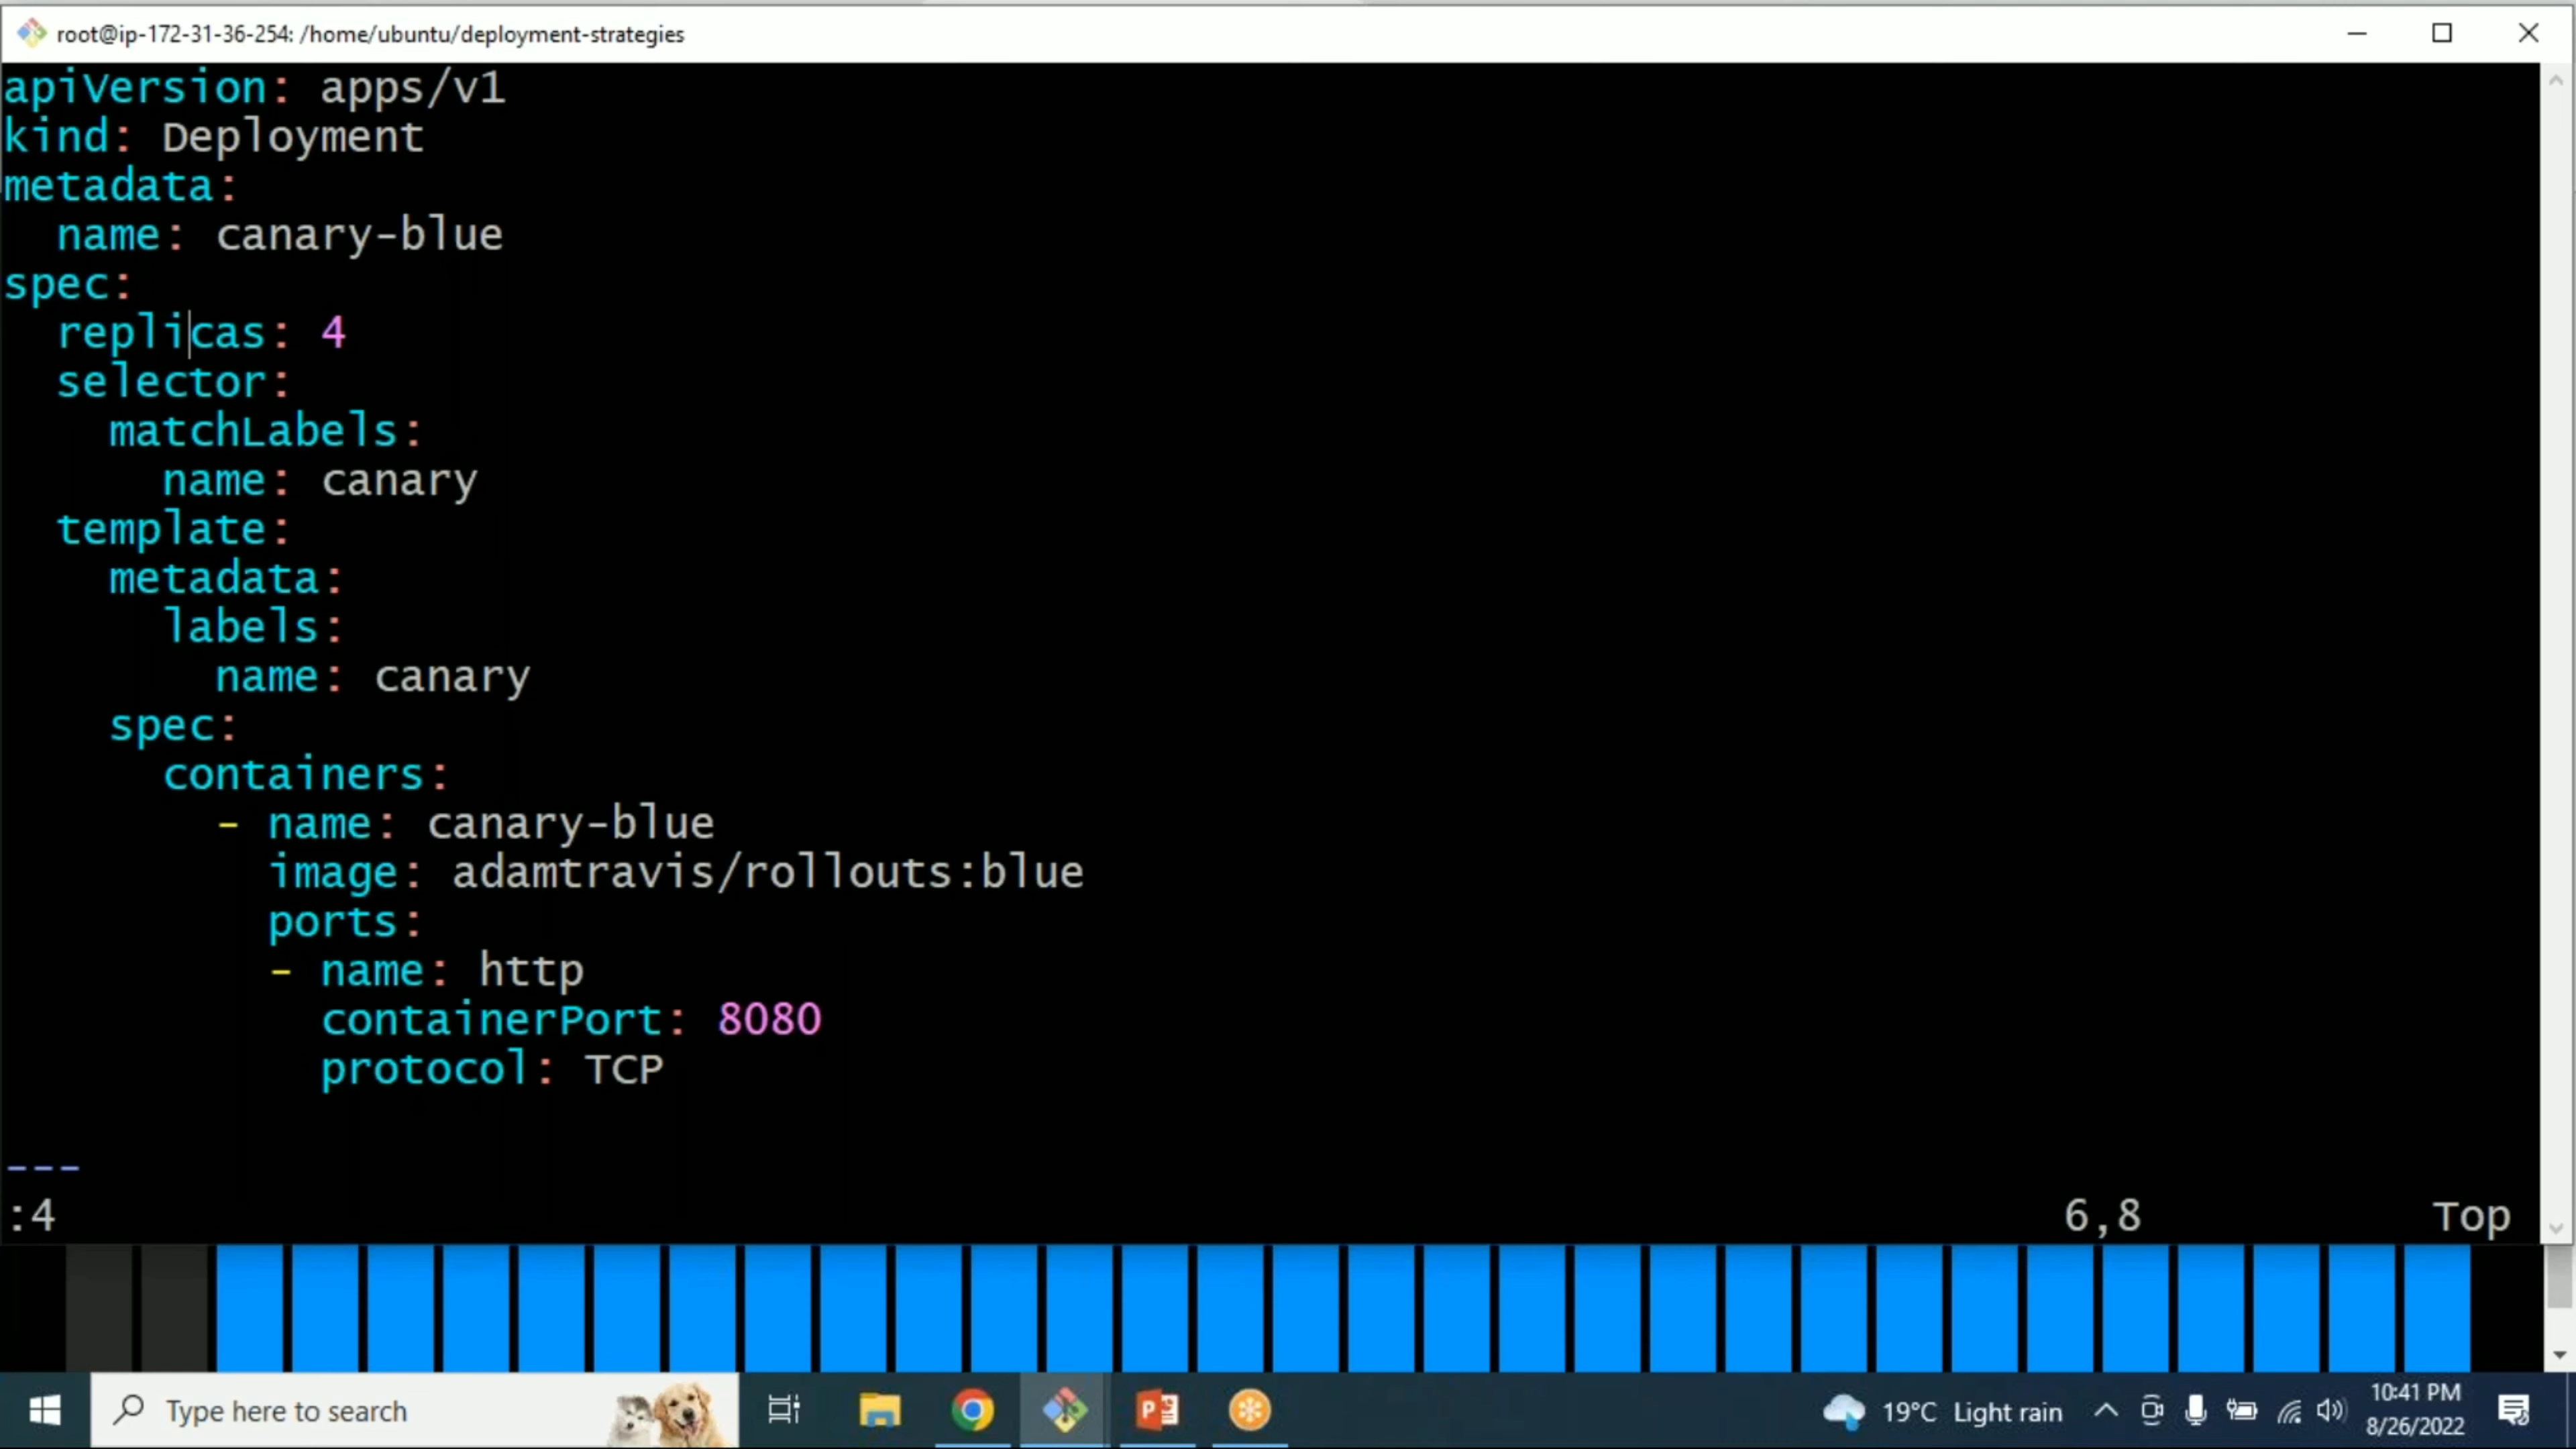 root@ip-172-31-36-254: /home/ubuntu/deployment-strategies
apiVersion: apps/v1
kind: Deployment
metadata:
  name: canary-blue
spec:
  replicas: 4
  selector:
    matchLabels:
      name: canary
  template:
    metadata:
      labels:
        name: canary
    spec:
      containers:
        - name: canary-blue
          image: adamtravis/rollouts:blue
          ports:
          - name: http
            containerPort: 8080
            protocol: TCP
---
:4 6,8 Top
Type here to search
19°C Light rain
10:41 PM
8/26/2022